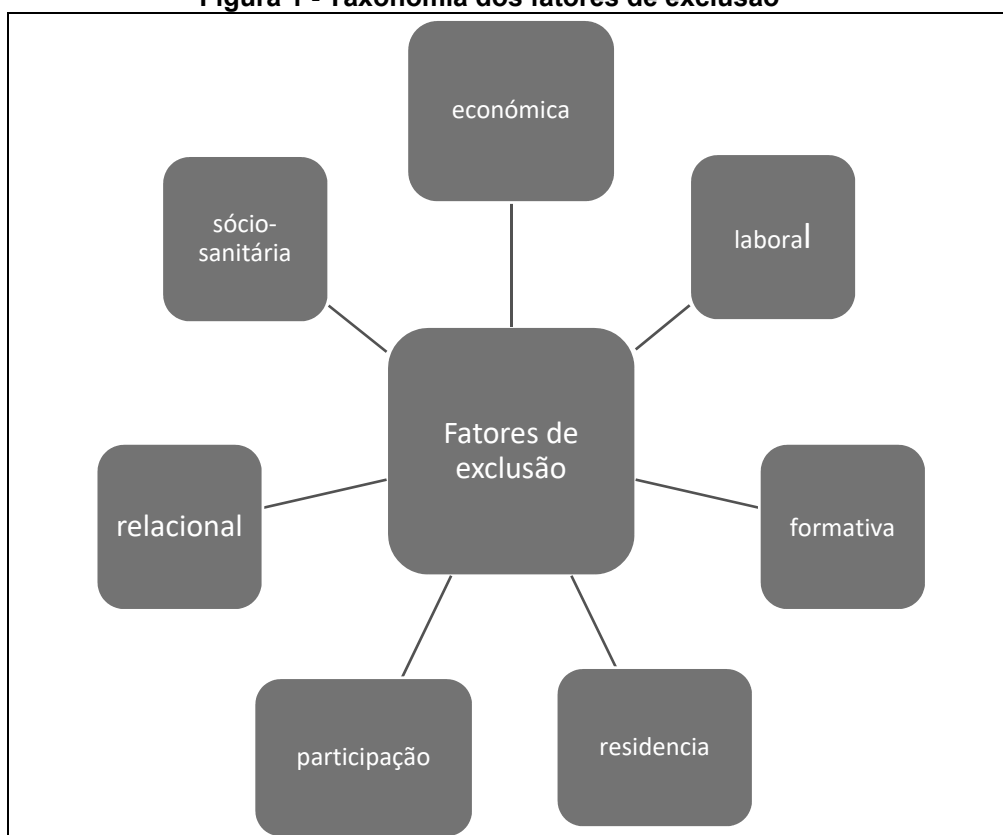 Figura 1 - Taxonomia dos fatores de exclusão
económica
laboral
formativa
residencia
participação
relacional
sócio-
sanitária
Fatores de
exclusão